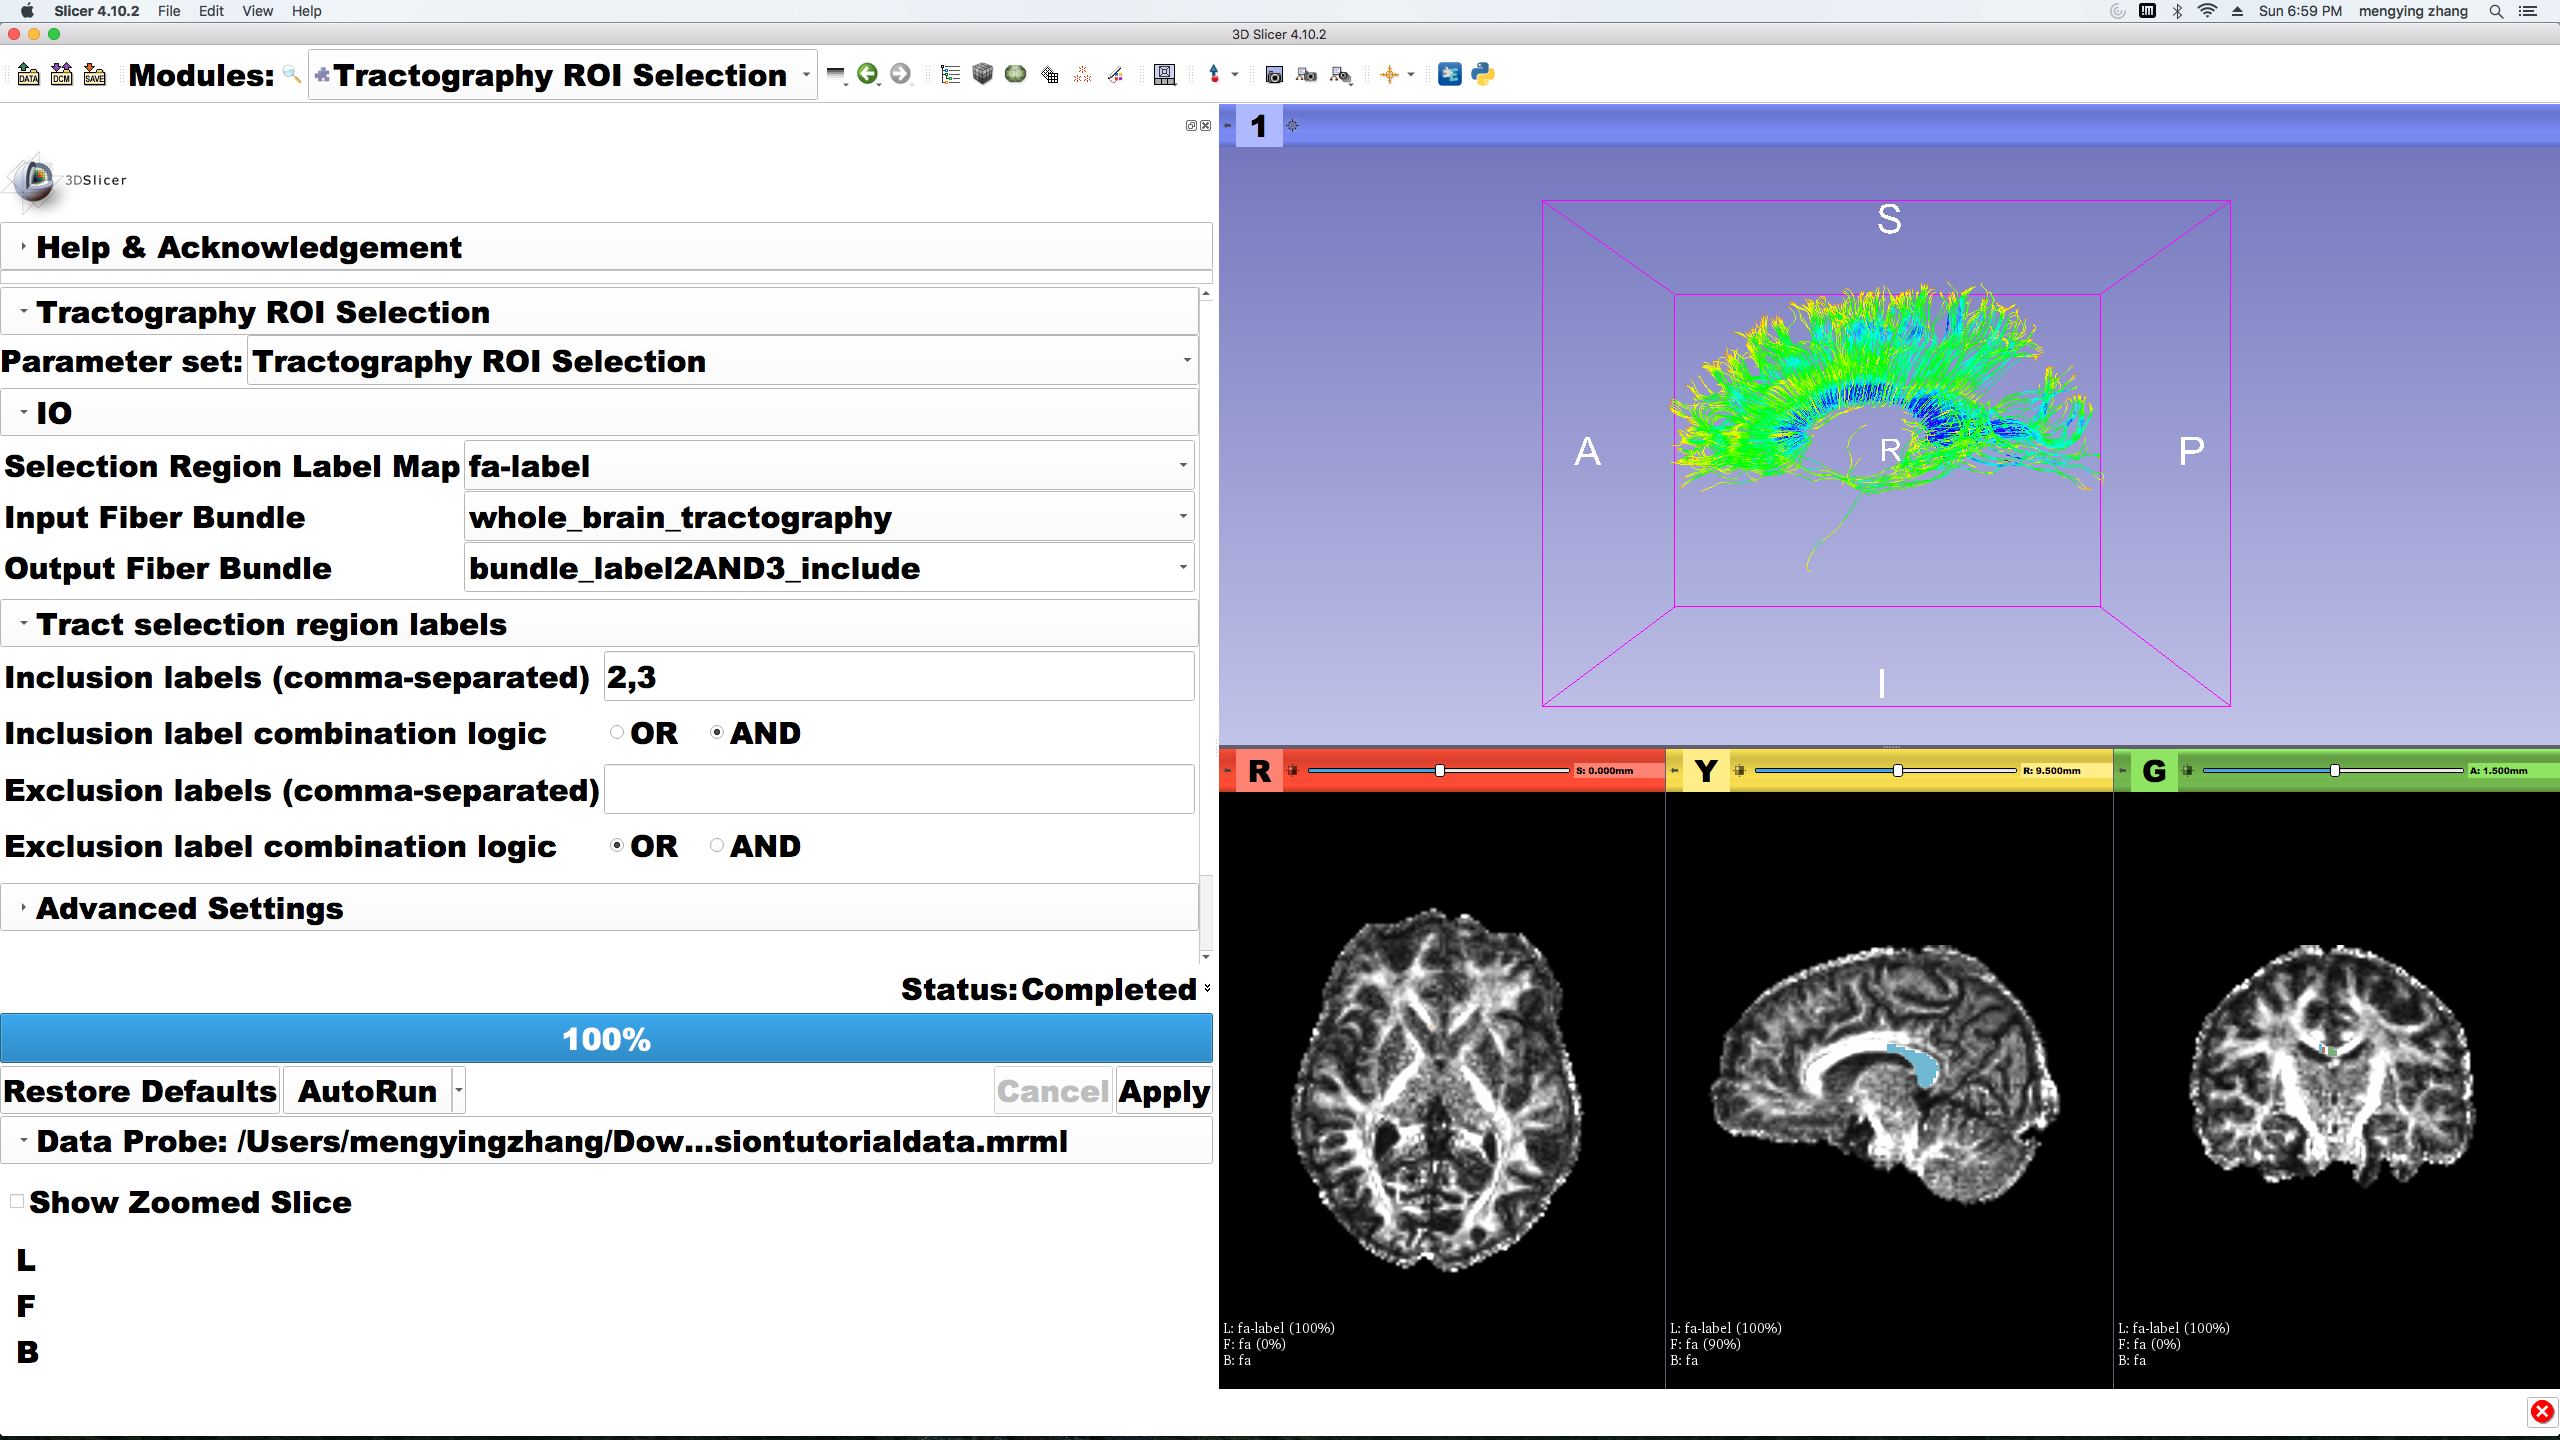 Slicer 4.10.2 File Edit View Help Sun 6:59 PM mengying zhang
3D Slicer 4.10.2
DATA DCM SAVE Modules: Tractography ROI Selection
1
3DSlicer
Help & Acknowledgement
Tractography ROI Selection
Parameter set: Tractography ROI Selection
IO
Selection Region Label Map fa-label
Input Fiber Bundle whole_brain_tractography
Output Fiber Bundle bundle_label2AND3_include
Tract selection region labels
Inclusion labels (comma-separated) 2,3
Inclusion label combination logic OR AND
Exclusion labels (comma-separated)
Exclusion label combination logic OR AND
Advanced Settings
Status: Completed
100%
Restore Defaults AutoRun Cancel Apply
Data Probe: /Users/mengyingzhang/Dow...siontutorialdata.mrml
Show Zoomed Slice
L
F
B
S
A R P
I
R S: 0.000mm
Y R: 9.500mm
G A: 1.500mm
L: fa-label (100%)
F: fa (0%)
B: fa
L: fa-label (100%)
F: fa (90%)
B: fa
L: fa-label (100%)
F: fa (0%)
B: fa